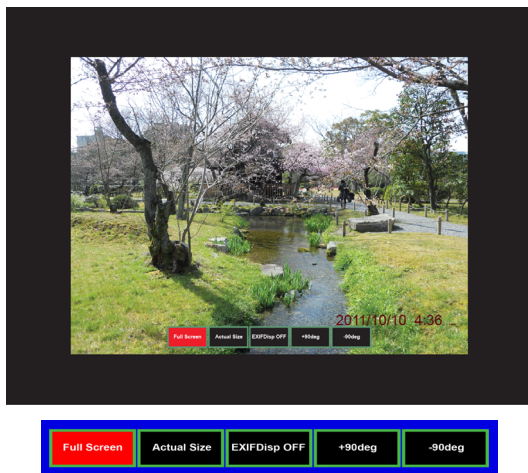 2011/10/10 4:36
Full Screen Actual Size EXIFDisp OFF +90deg -90deg
Full Screen Actual Size EXIFDisp OFF +90deg -90deg